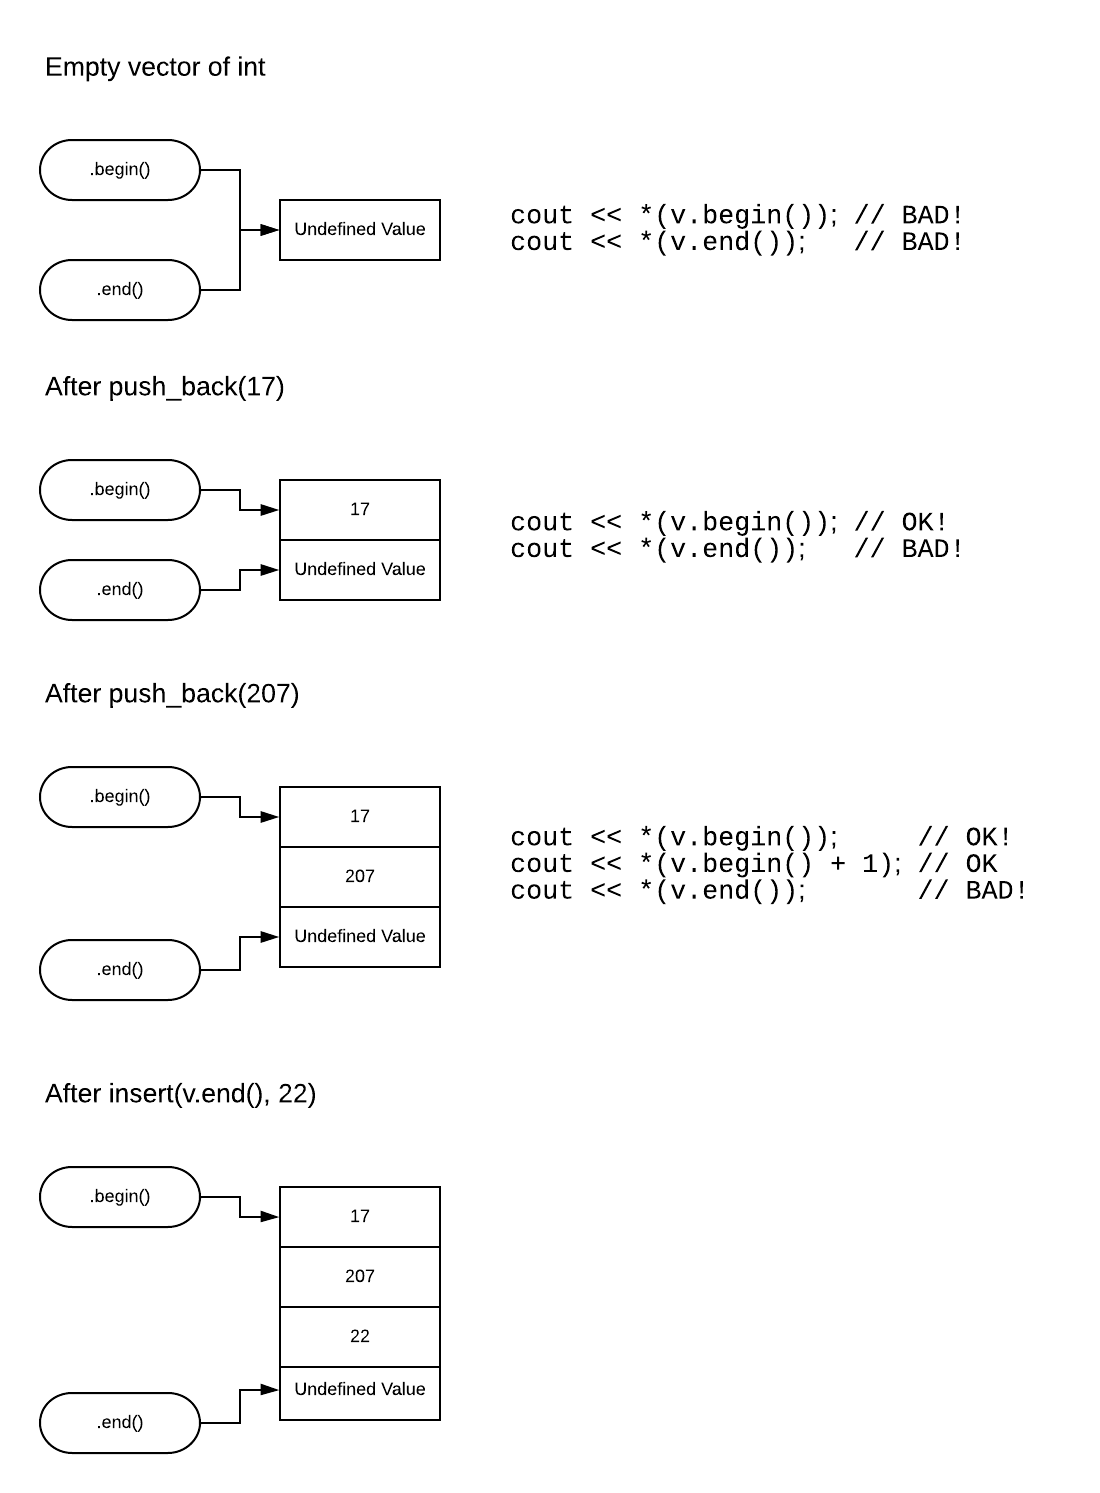 Empty vector of int
.begin()
Undefined Value
.end()
cout << *(v.begin()); // BAD!
cout << *(v.end());   // BAD!
After push_back(17)
.begin()
17
.end()
Undefined Value
cout << *(v.begin()); // OK!
cout << *(v.end());   // BAD!
After push_back(207)
.begin()
17
207
Undefined Value
.end()
cout << *(v.begin());     // OK!
cout << *(v.begin() + 1); // OK
cout << *(v.end());       // BAD!
After insert(v.end(), 22)
.begin()
17
207
22
Undefined Value
.end()